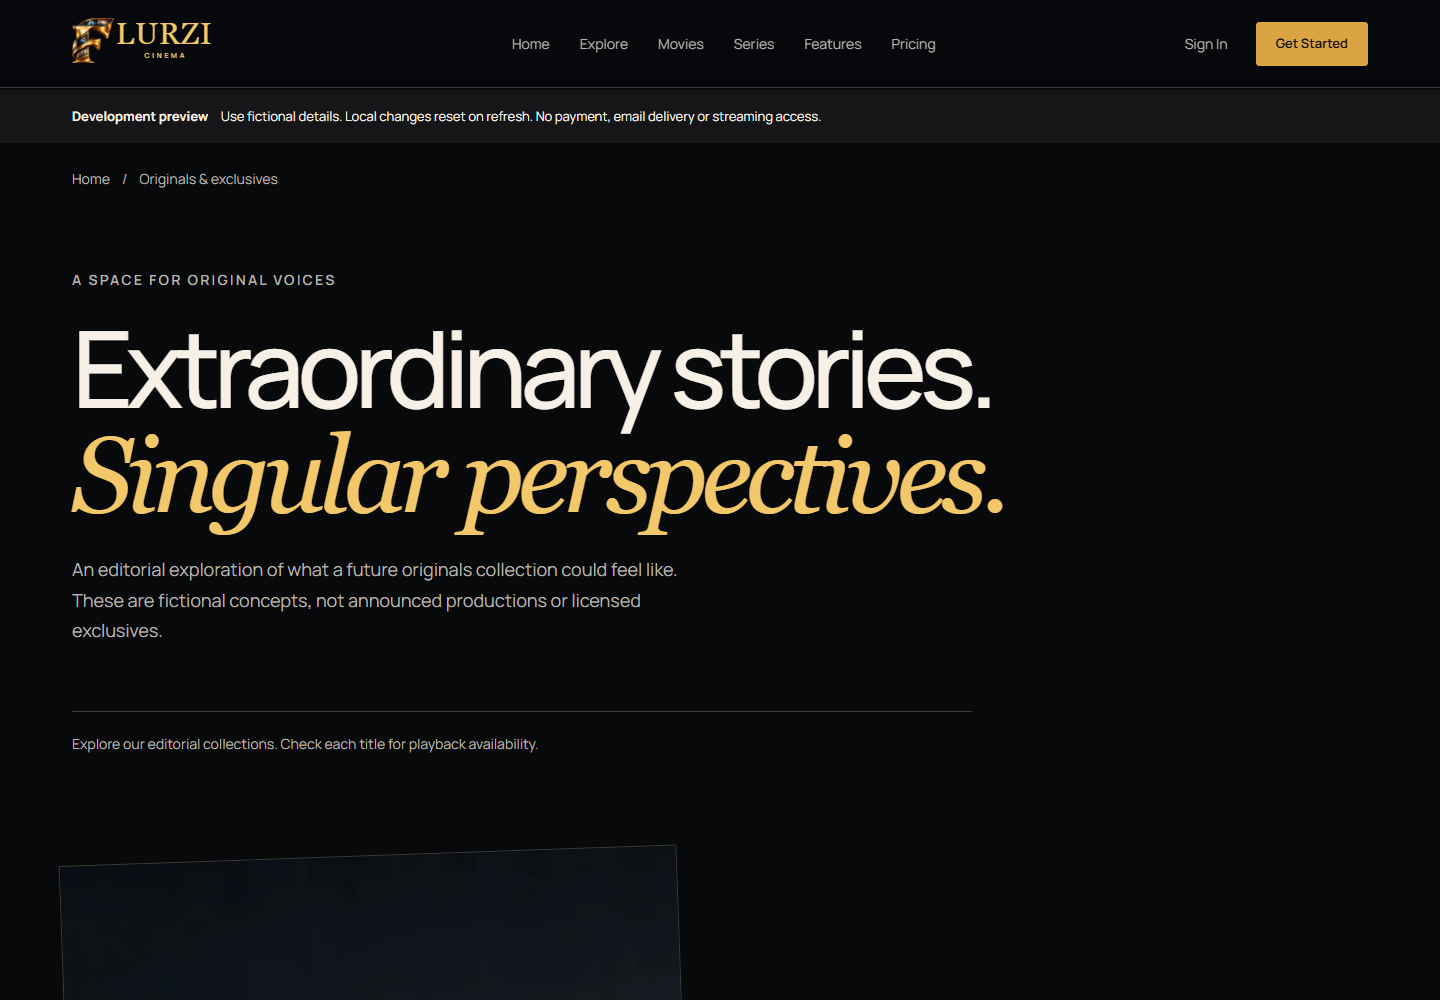 FLURZI
CINEMA
Home Explore Movies Series Features Pricing
Sign In Get Started
Development preview Use fictional details. Local changes reset on refresh. No payment, email delivery or streaming access.
Home / Originals & exclusives
A SPACE FOR ORIGINAL VOICES
Extraordinary stories.
Singular perspectives.
An editorial exploration of what a future originals collection could feel like.
These are fictional concepts, not announced productions or licensed
exclusives.
Explore our editorial collections. Check each title for playback availability.